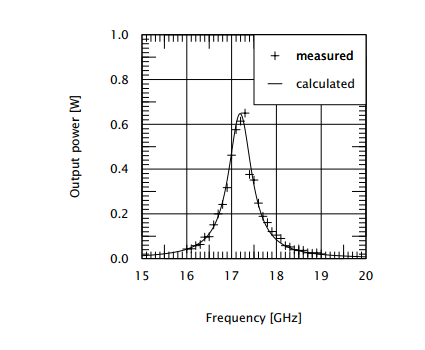 1.0
measured
0.8
calculated
0.6
0.4
0.2
0.0
Output power [W]
15 16 17 18 19 20
Frequency [GHz]